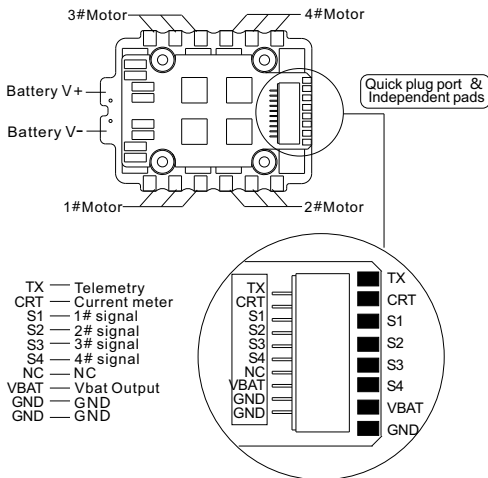 3#Motor
4#Motor
Battery V+
Battery V-
Quick plug port &
Independent pads
1#Motor
2#Motor
TX — Telemetry
CRT — Current meter
S1 — 1# signal
S2 — 2# signal
S3 — 3# signal
S4 — 4# signal
NC — NC
VBAT — Vbat Output
GND — GND
GND — GND
TX
CRT
S1
S2
S3
S4
NC
VBAT
GND
GND
TX
CRT
S1
S2
S3
S4
VBAT
GND